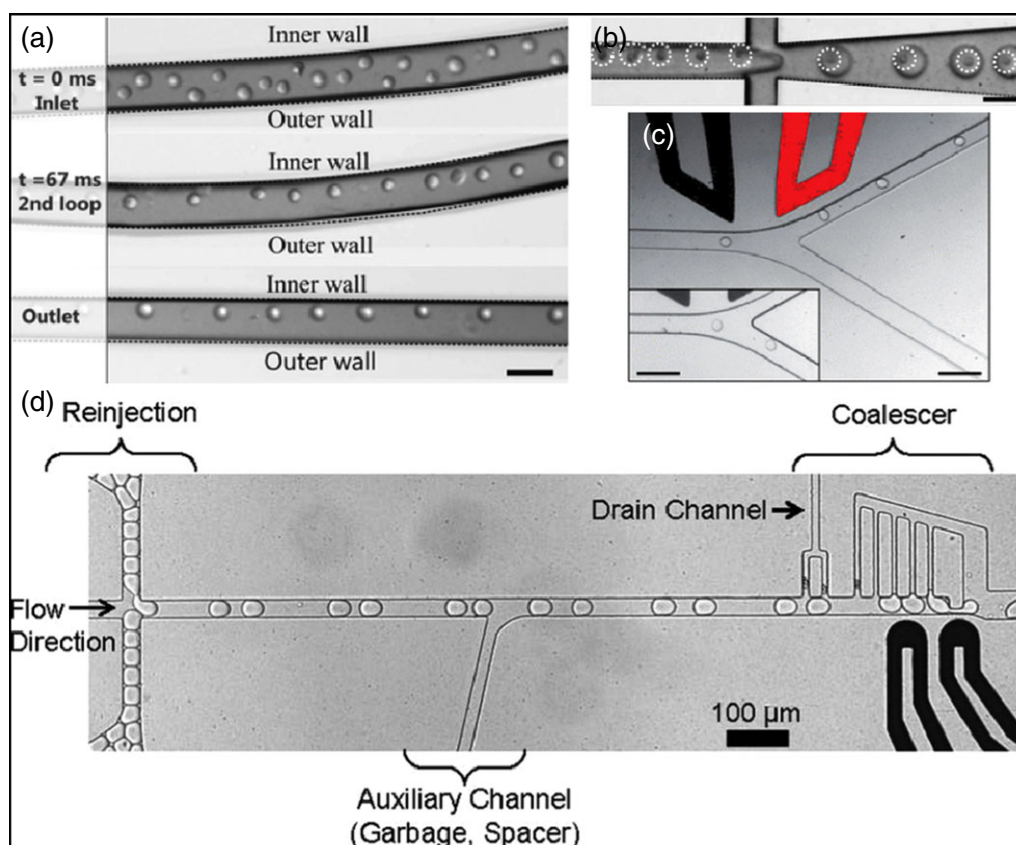 (a)
Inner wall
t = 0 ms
Inlet
Outer wall
Inner wall
t =67 ms
2nd loop
Outer wall
Inner wall
Outlet
Outer wall
(b)
(c)
(d)
Reinjection
Coalescer
Drain Channel
Flow
Direction
100 µm
Auxiliary Channel
(Garbage, Spacer)